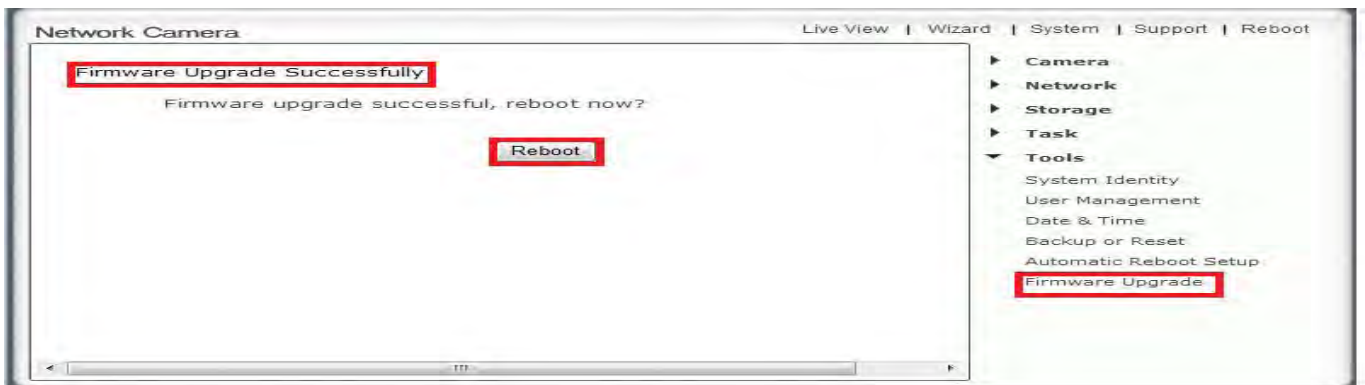 Network Camera
Live View | Wizard | System | Support | Reboot
Firmware Upgrade Successfully
Firmware upgrade successful, reboot now?
Reboot
Camera
Network
Storage
Task
Tools
System Identity
User Management
Date & Time
Backup or Reset
Automatic Reboot Setup
Firmware Upgrade